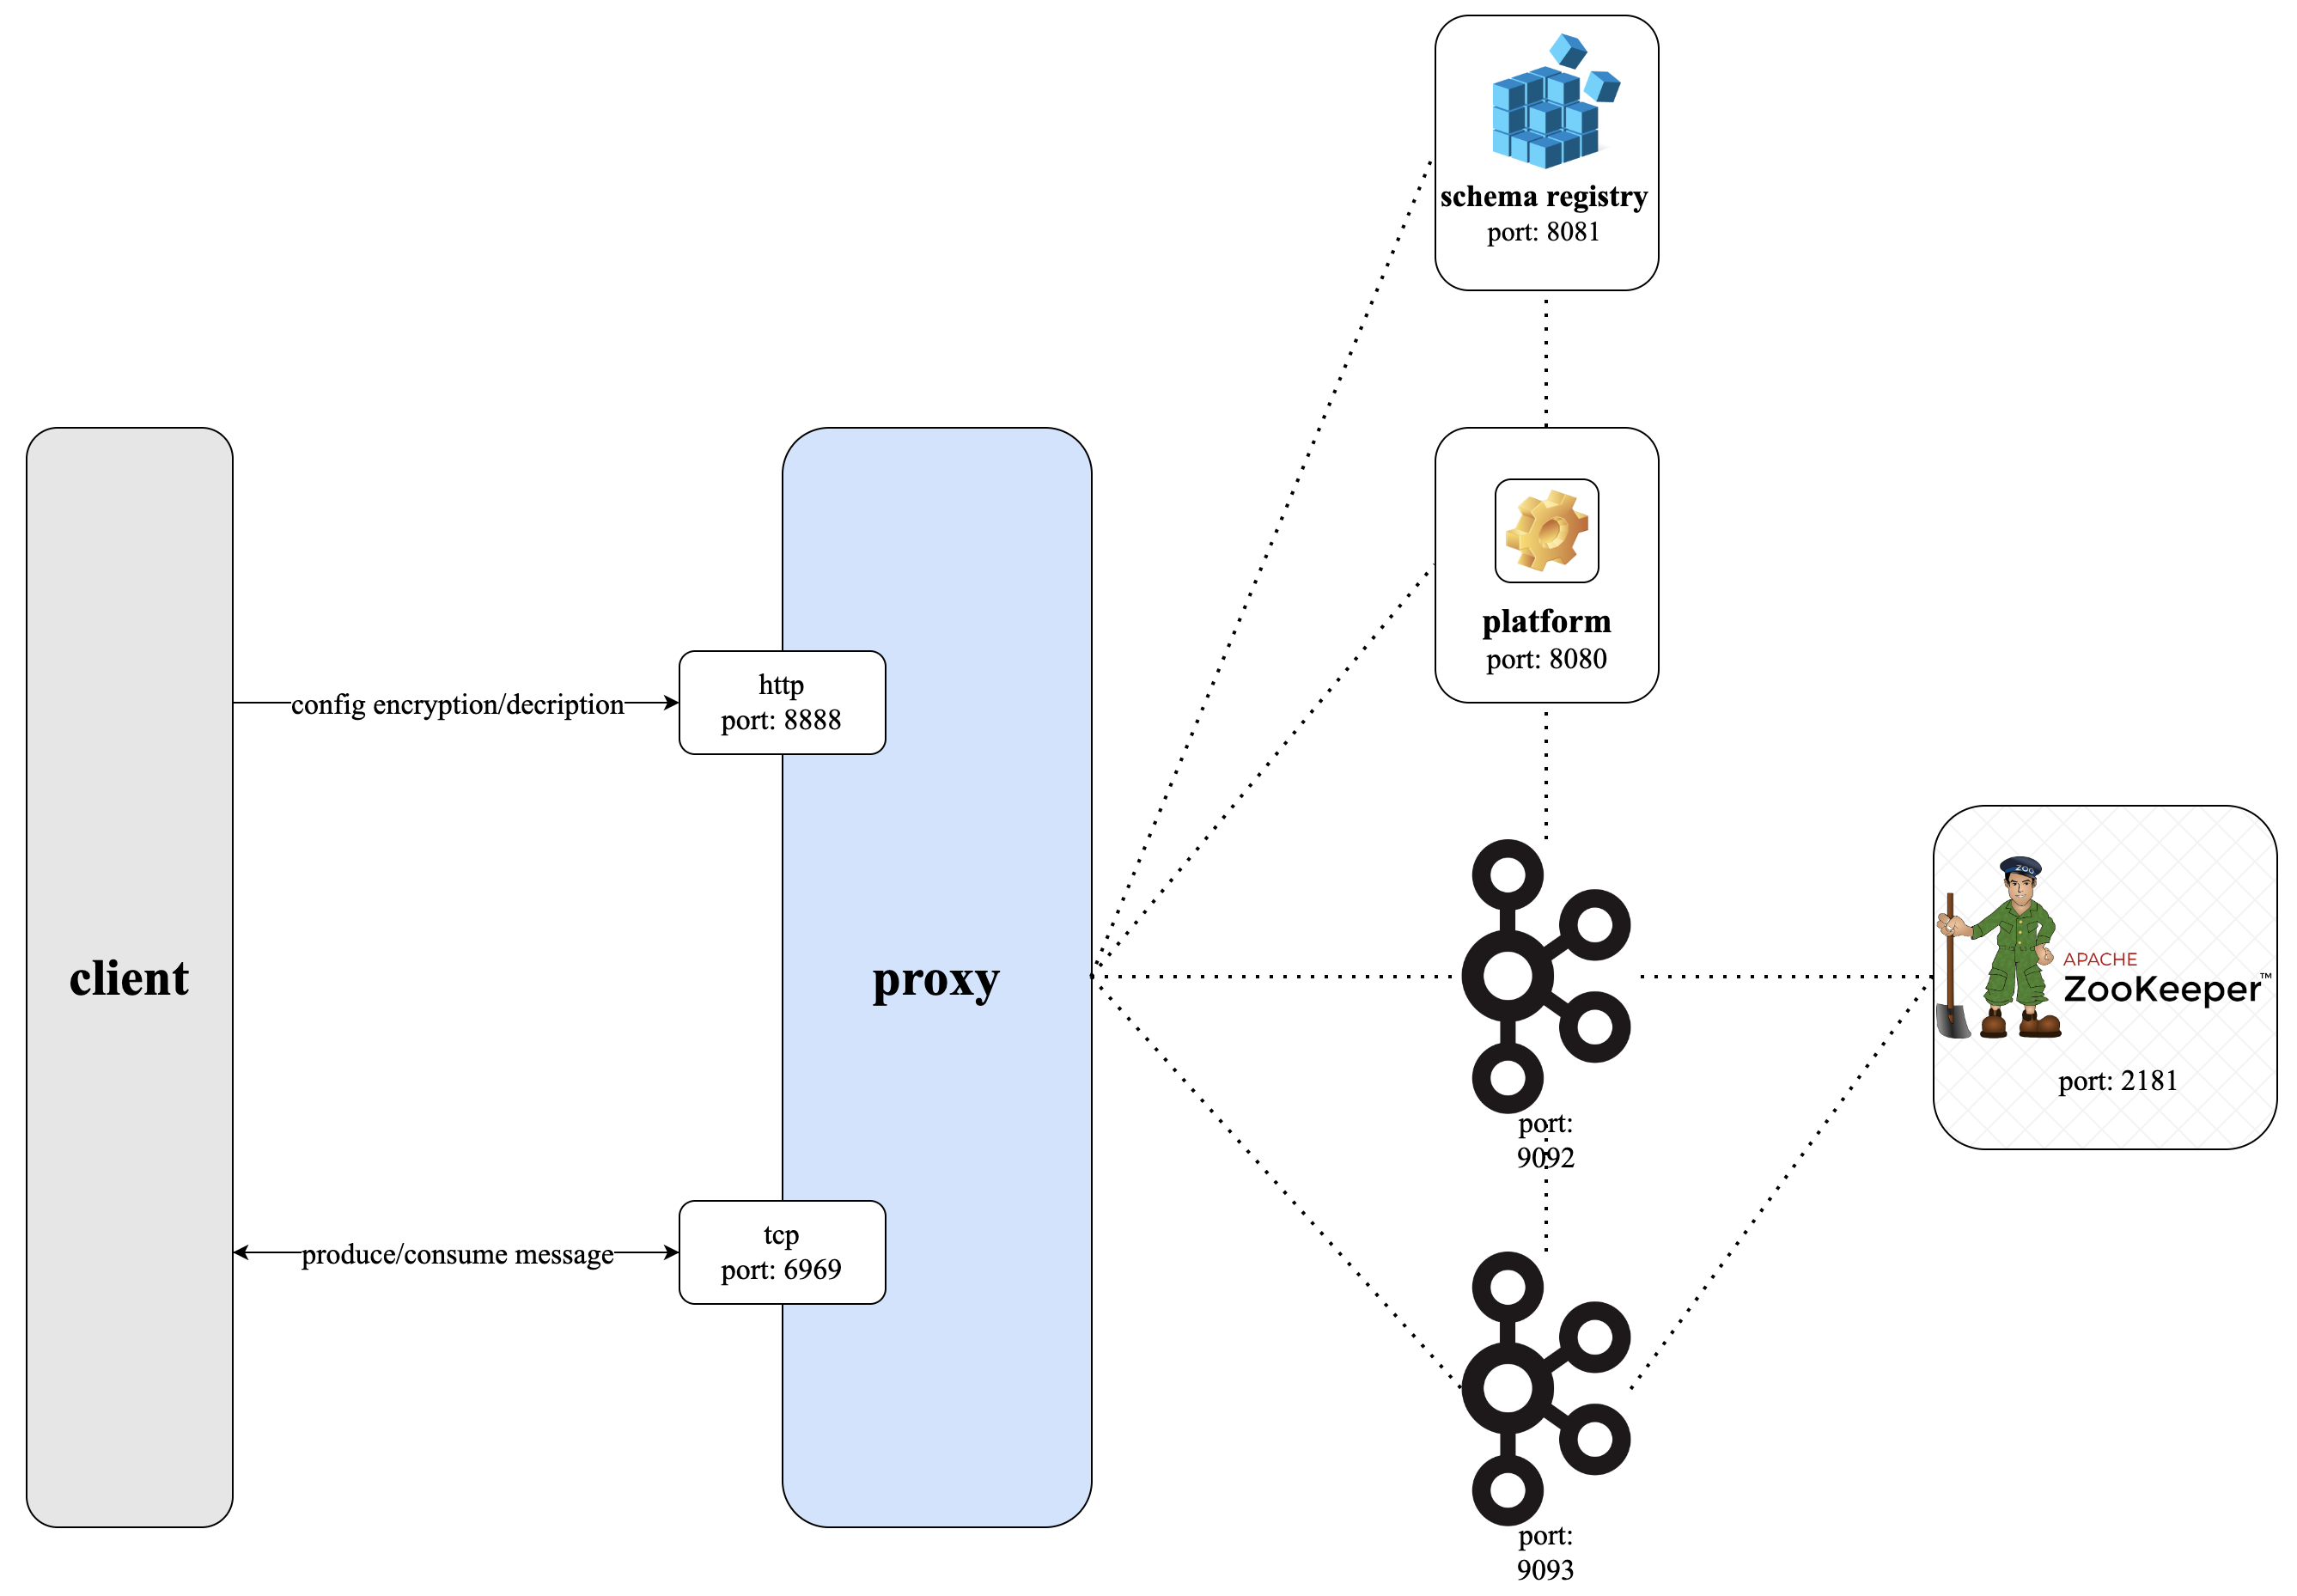 schema registry
port: 8081
platform
port: 8080
config encryption/decription
http
port: 8888
client
proxy
ZOO
APACHE
ZooKeeper™
port: 2181
port:
9092
produce/consume message
tcp
port: 6969
port:
9093